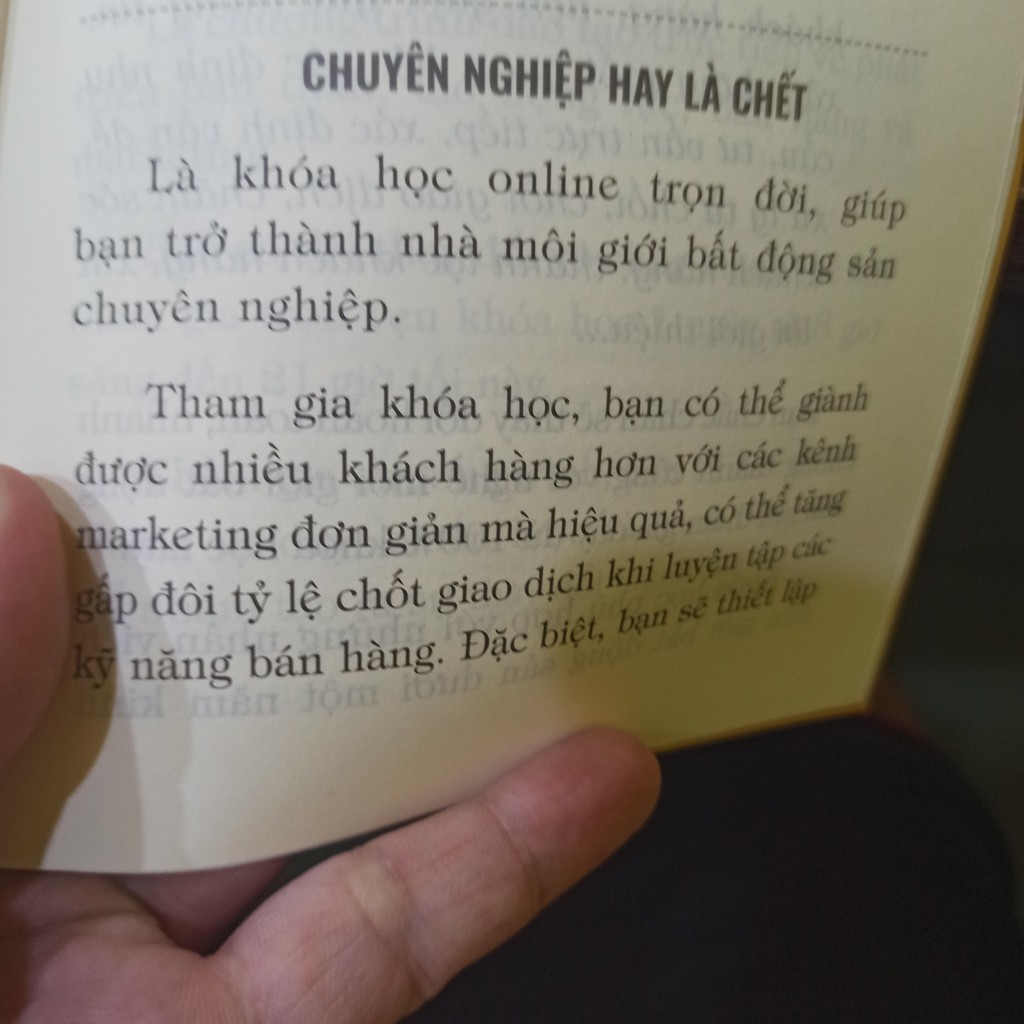 CHUYÊN NGHIỆP HAY LÀ CHẾT
Là khóa học online trọn đời, giúp
bạn trở thành nhà môi giới bất động sản
chuyên nghiệp.
Tham gia khóa học, bạn có thể giành
được nhiều khách hàng hơn với các kênh
marketing đơn giản mà hiệu quả, có thể tăng
gấp đôi tỷ lệ chốt giao dịch khi luyện tập các
kỹ năng bán hàng. Đặc biệt, bạn sẽ thiết lập